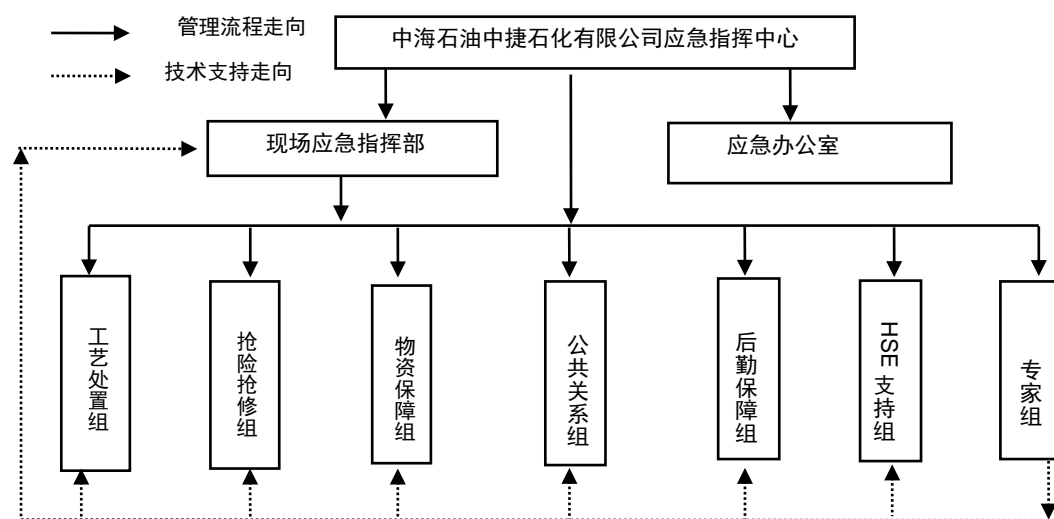 管理流程走向
中海石油中捷石化有限公司应急指挥中心
技术支持走向
现场应急指挥部
应急办公室
工艺处置组
抢险抢修组
物资保障组
公共关系组
后勤保障组
HSE 支持组
专家组